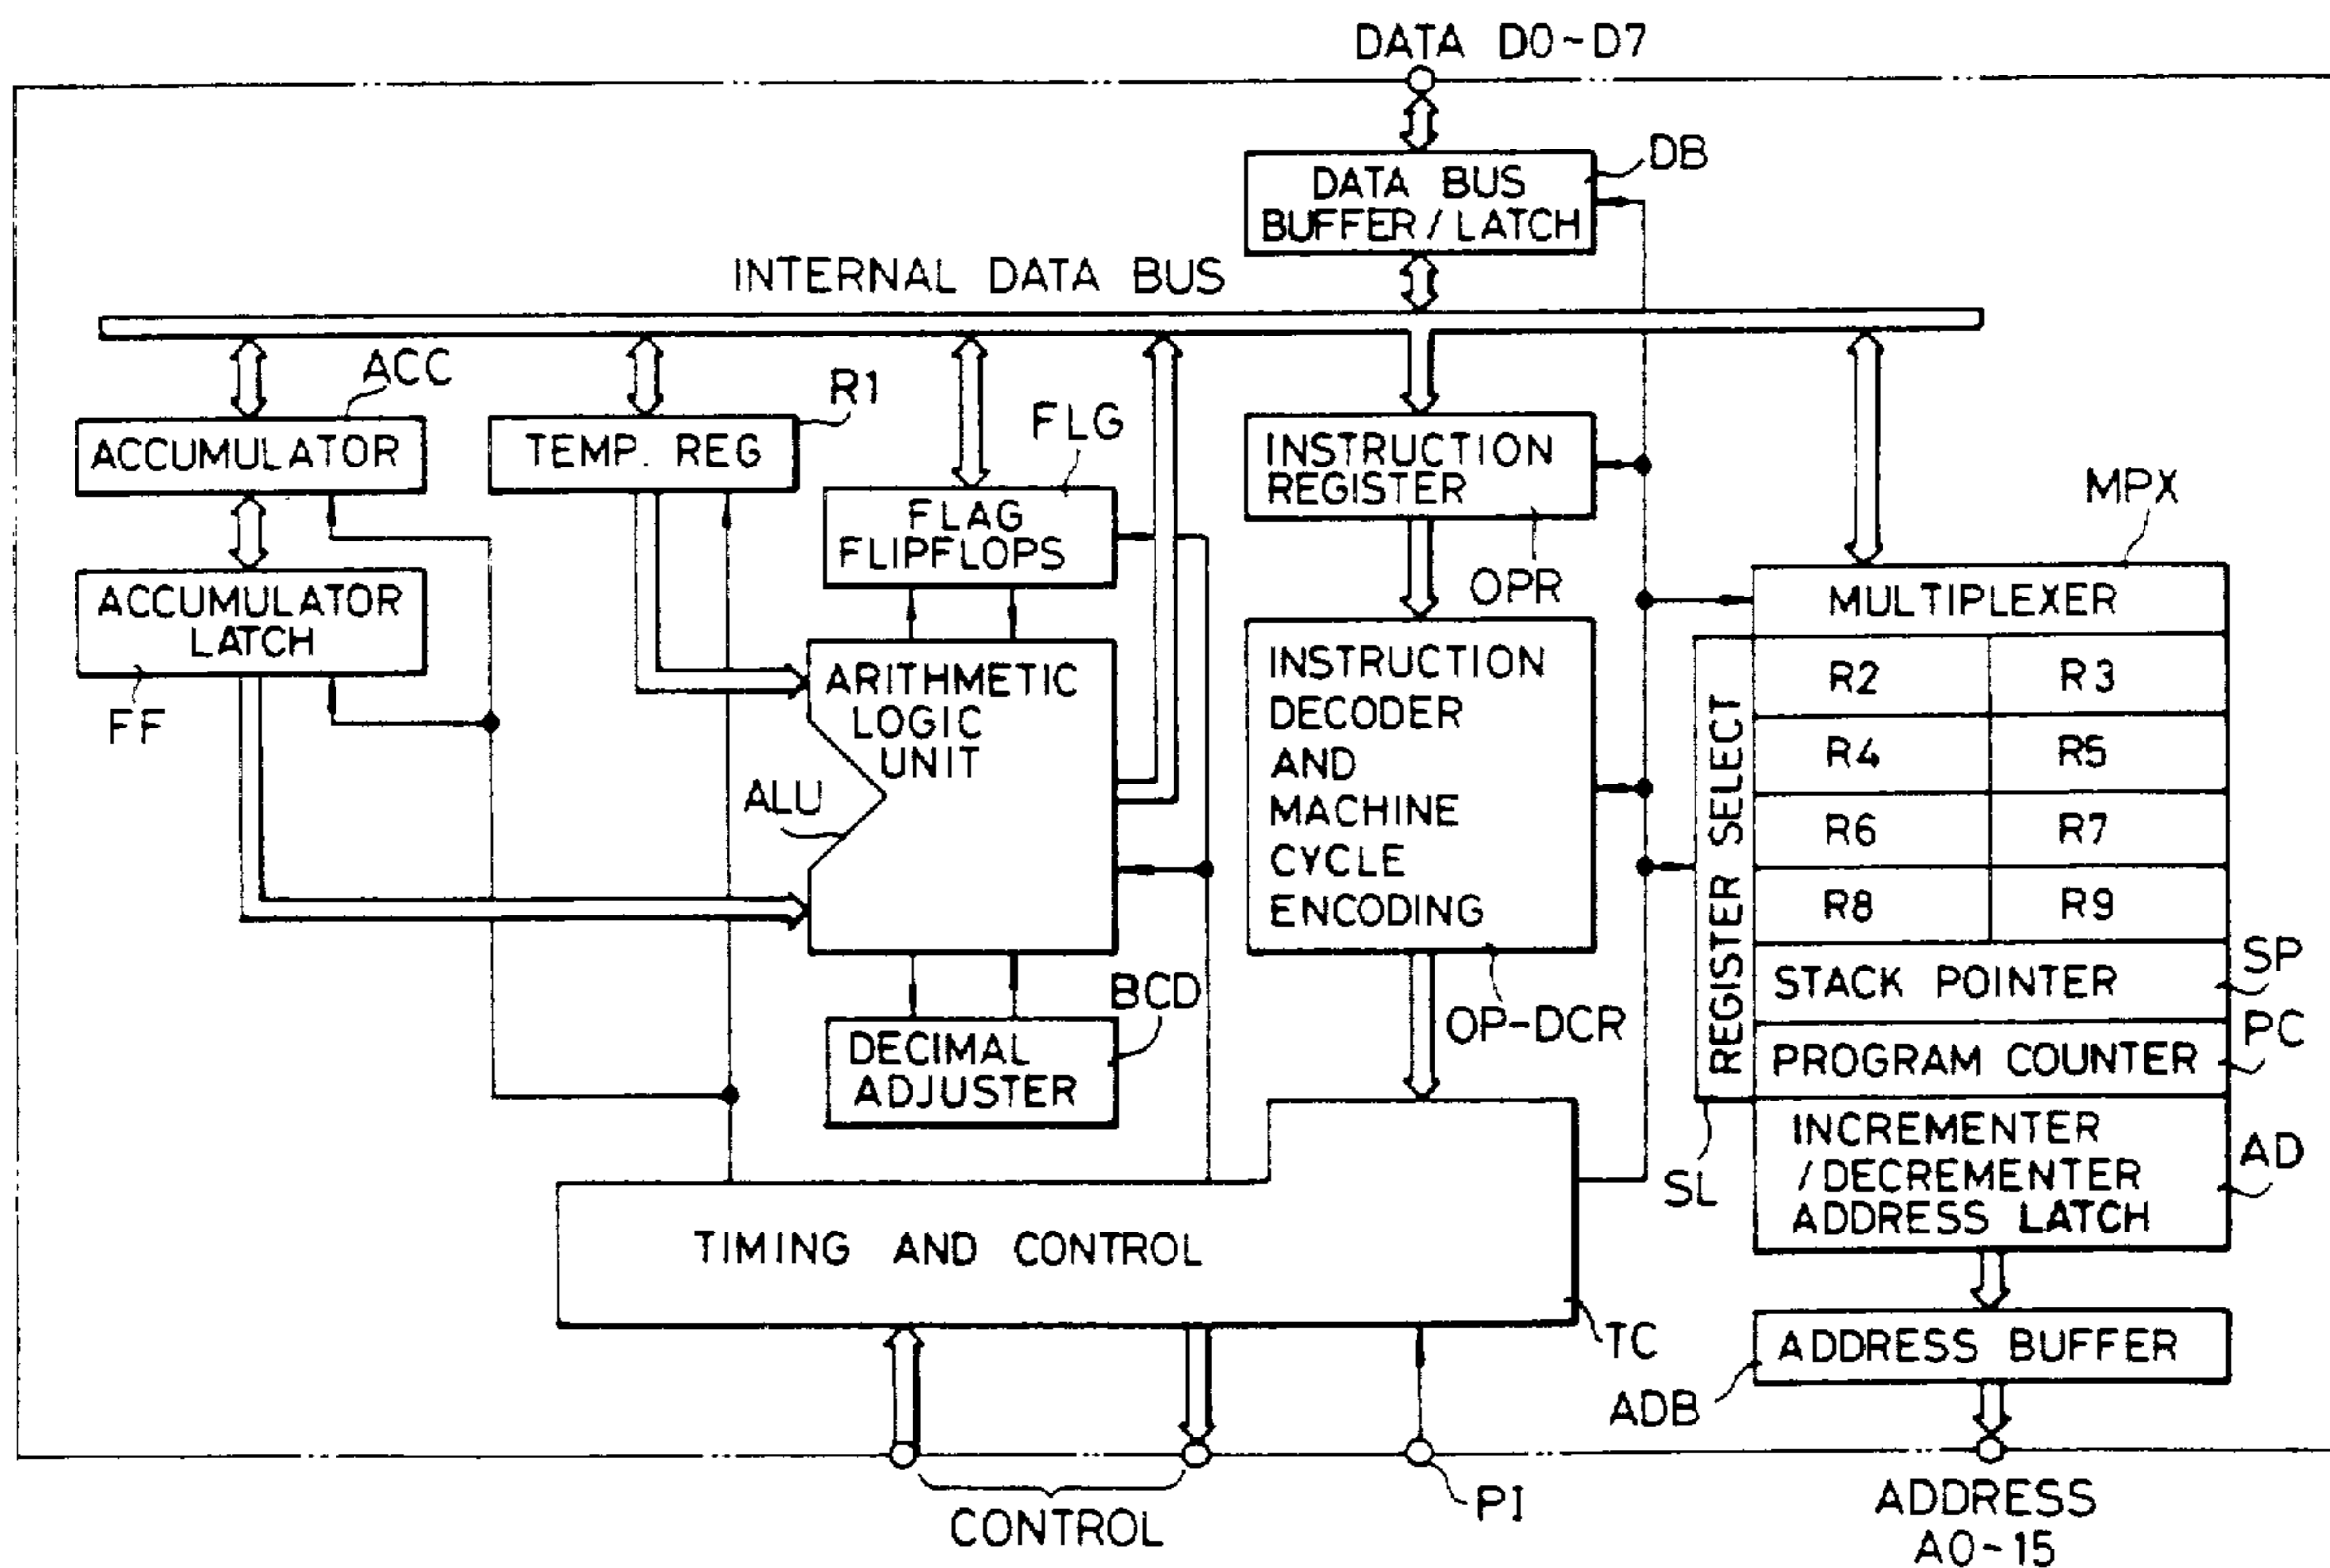 DATA D0~D7
DB
DATA BUS
BUFFER/LATCH
INTERNAL DATA BUS
ACC
ACCUMULATOR
R1
TEMP. REG
FLG
FLAG
FLIPFLOPS
INSTRUCTION
REGISTER
OPR
MPX
MULTIPLEXER
ACCUMULATOR
LATCH
FF
ARITHMETIC
LOGIC
UNIT
ALU
INSTRUCTION
DECODER
AND
MACHINE
CYCLE
ENCODING
OP-DCR
REGISTER SELECT
R2 R3
R4 R5
R6 R7
R8 R9
STACK POINTER
SP
PROGRAM COUNTER
PC
INCREMENTER
/DECREMENTER
ADDRESS LATCH
AD
SL
BCD
DECIMAL
ADJUSTER
TIMING AND CONTROL
TC
ADDRESS BUFFER
ADB
CONTROL
PI
ADDRESS
A0~15